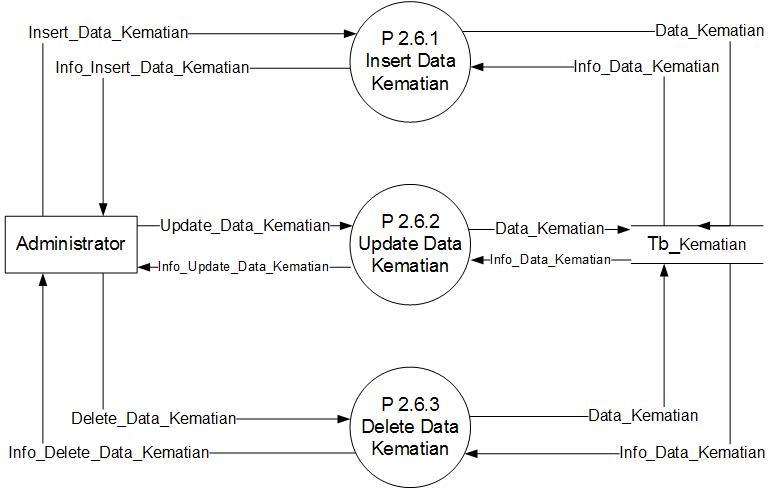 Insert_Data_Kematian
P 2.6.1
Insert Data
Kematian
Data_Kematian
Info_Insert_Data_Kematian
Info_Data_Kematian
Administrator
Update_Data_Kematian
P 2.6.2
Update Data
Kematian
Data_Kematian
Tb_Kematian
Info_Update_Data_Kematian
Info_Data_Kematian
Delete_Data_Kematian
P 2.6.3
Delete Data
Kematian
Data_Kematian
Info_Delete_Data_Kematian
Info_Data_Kematian